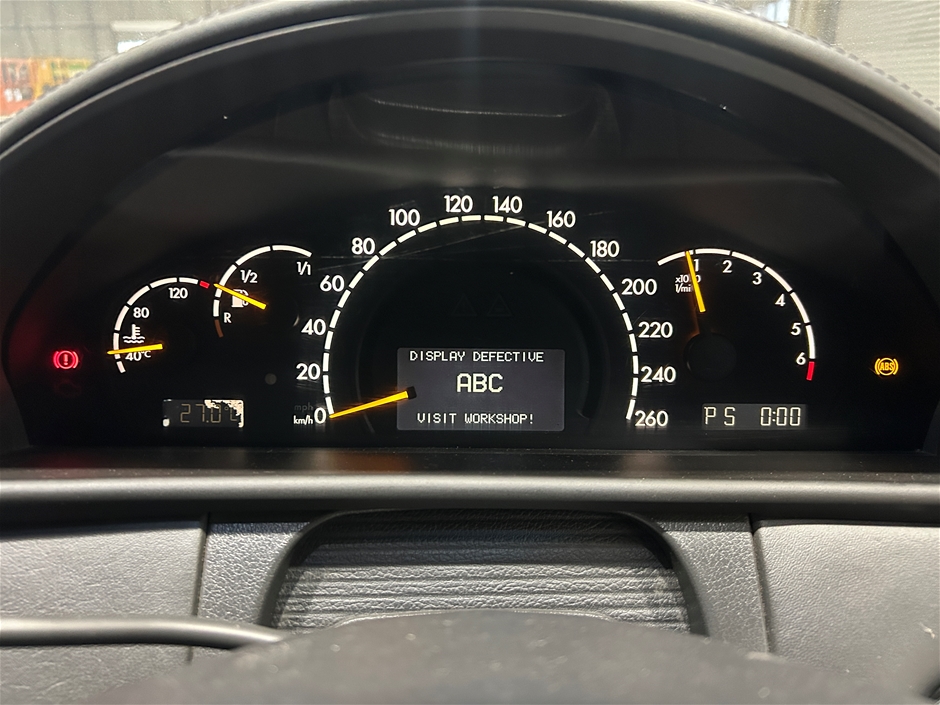 120
80
40°C
1/2
1/1
R
0
20
40
60
80
100
120
140
160
180
200
220
240
260
mph
km/h
DISPLAY DEFECTIVE
ABC
VISIT WORKSHOP!
1
2
3
4
5
6
1/min
ABS
P S 0:00